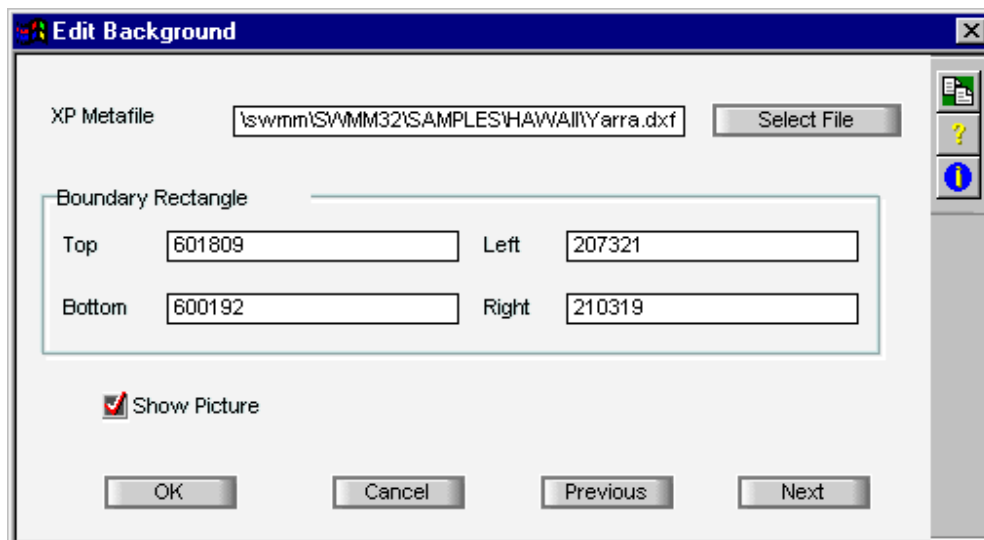 Edit Background
XP Metafile \swmm\SWMM32\SAMPLES\HAWAII\Yarra.dxf Select File
Boundary Rectangle
Top 601809 Left 207321
Bottom 600192 Right 210319
Show Picture
OK Cancel Previous Next